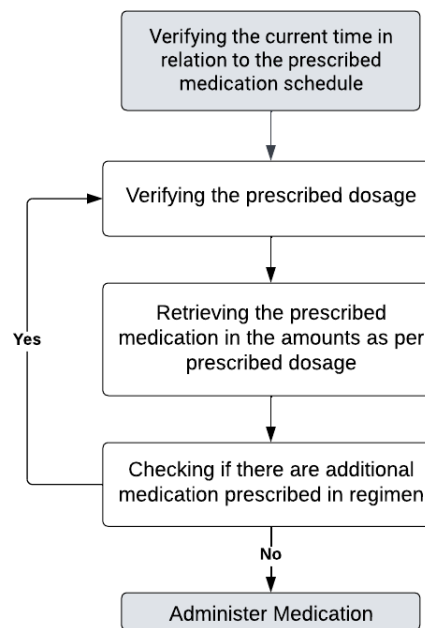 Verifying the current time in
relation to the prescribed
medication schedule
Verifying the prescribed dosage
Retrieving the prescribed
medication in the amounts as per
prescribed dosage
Yes
Checking if there are additional
medication prescribed in regimen
No
Administer Medication